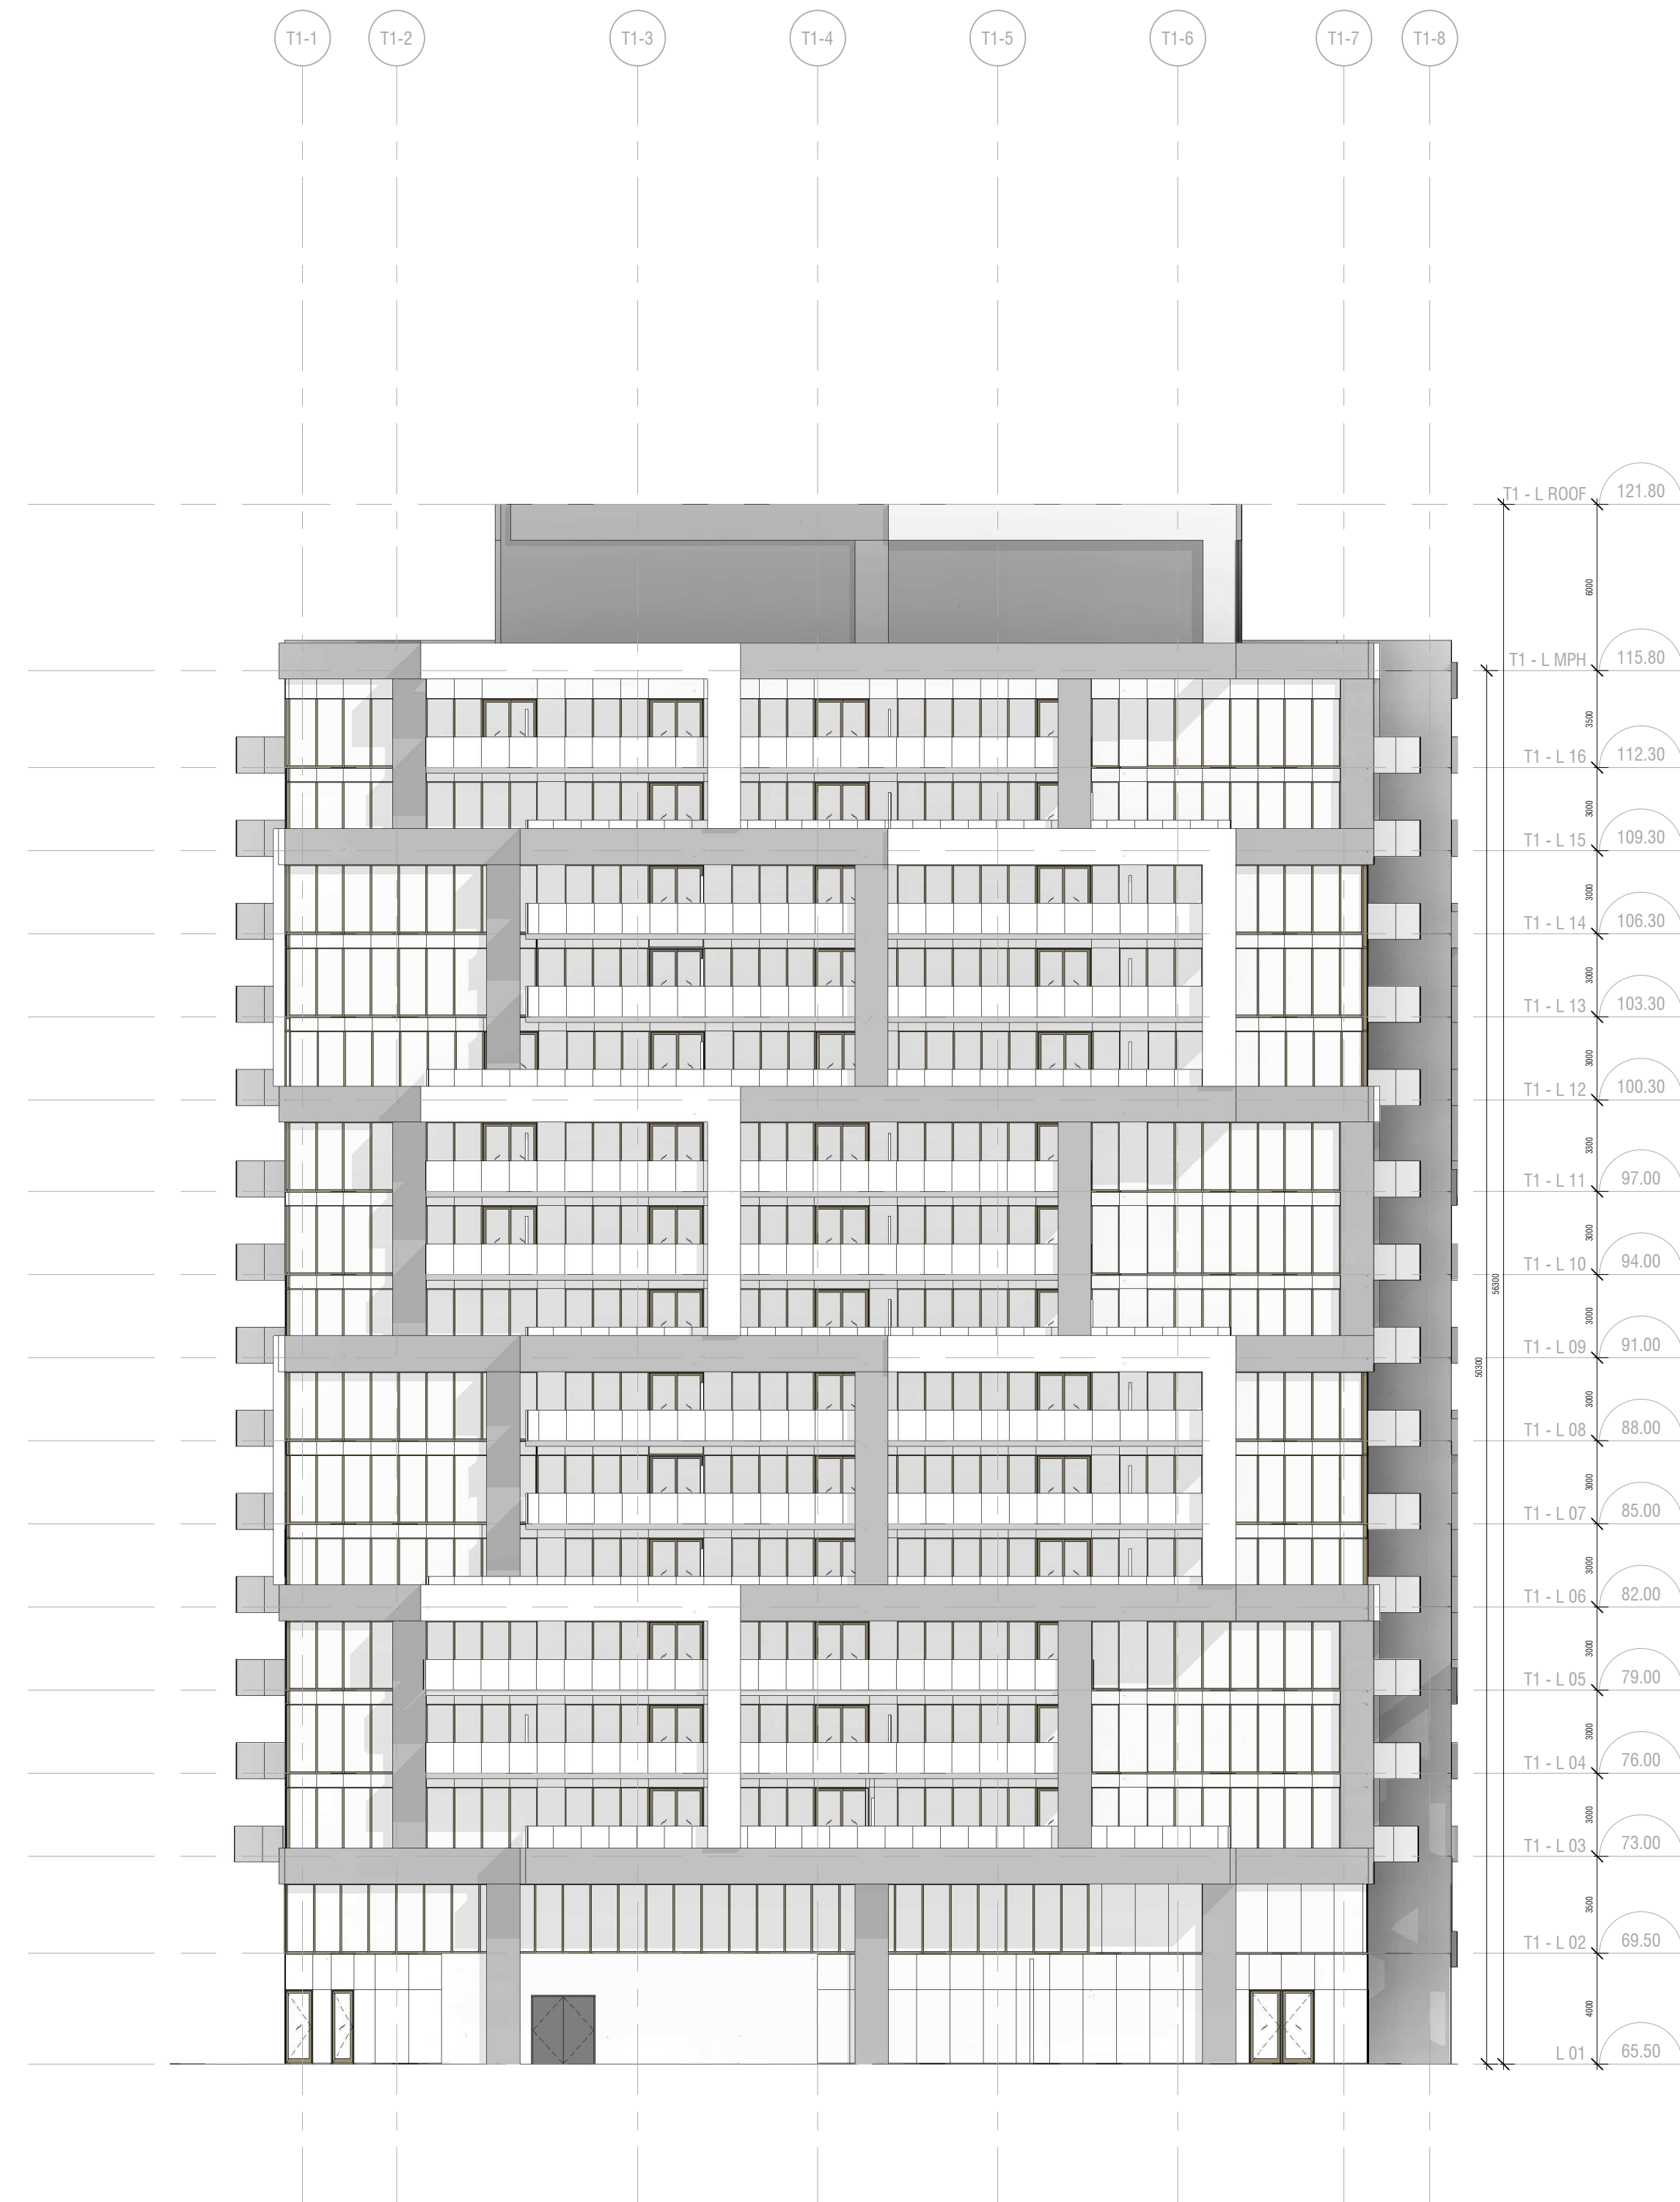 T1-1 T1-2 T1-3 T1-4 T1-5 T1-6 T1-7 T1-8
T1 - L ROOF 121.80
6000
T1 - L MPH 115.80
3500
T1 - L 16 112.30
3000
T1 - L 15 109.30
3000
T1 - L 14 106.30
3000
T1 - L 13 103.30
3000
T1 - L 12 100.30
3300
T1 - L 11 97.00
3000
T1 - L 10 94.00
56300
3000
T1 - L 09 91.00
50300
3000
T1 - L 08 88.00
3000
T1 - L 07 85.00
3000
T1 - L 06 82.00
3000
T1 - L 05 79.00
3000
T1 - L 04 76.00
3000
T1 - L 03 73.00
3500
T1 - L 02 69.50
4000
L 01 65.50